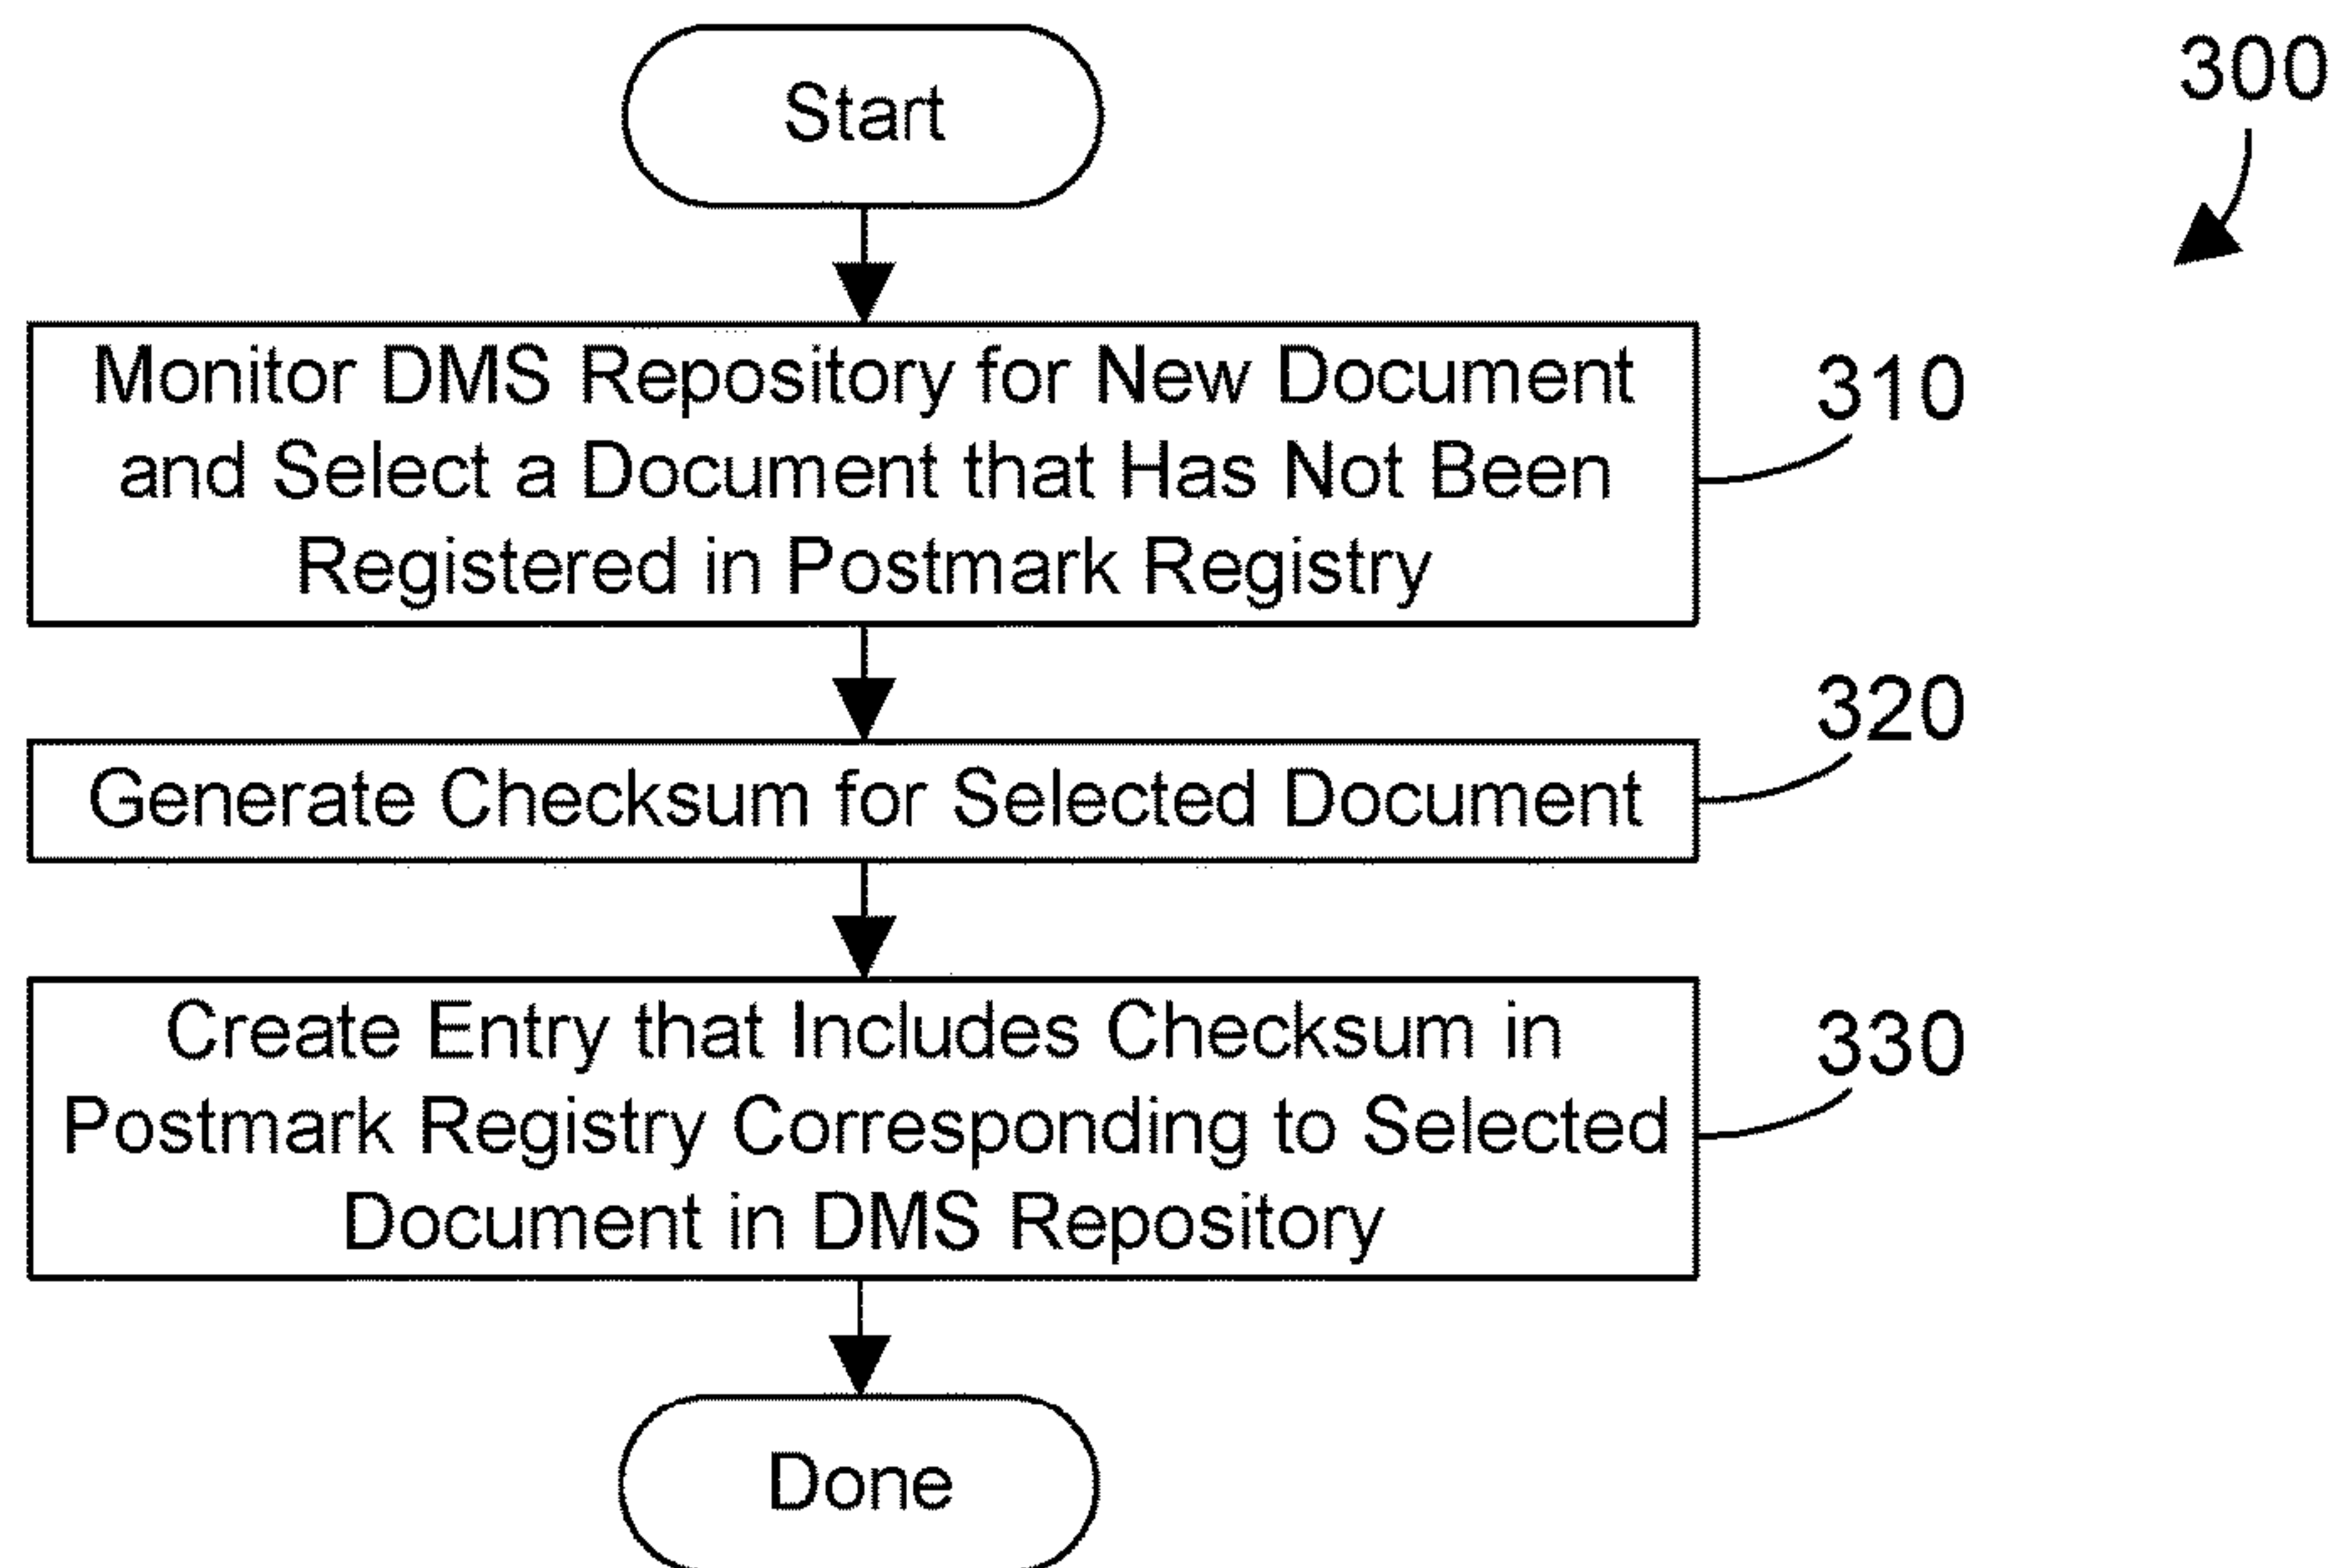 Start
300
Monitor DMS Repository for New Document
and Select a Document that Has Not Been
Registered in Postmark Registry
310
Generate Checksum for Selected Document
320
Create Entry that Includes Checksum in
Postmark Registry Corresponding to Selected
Document in DMS Repository
330
Done